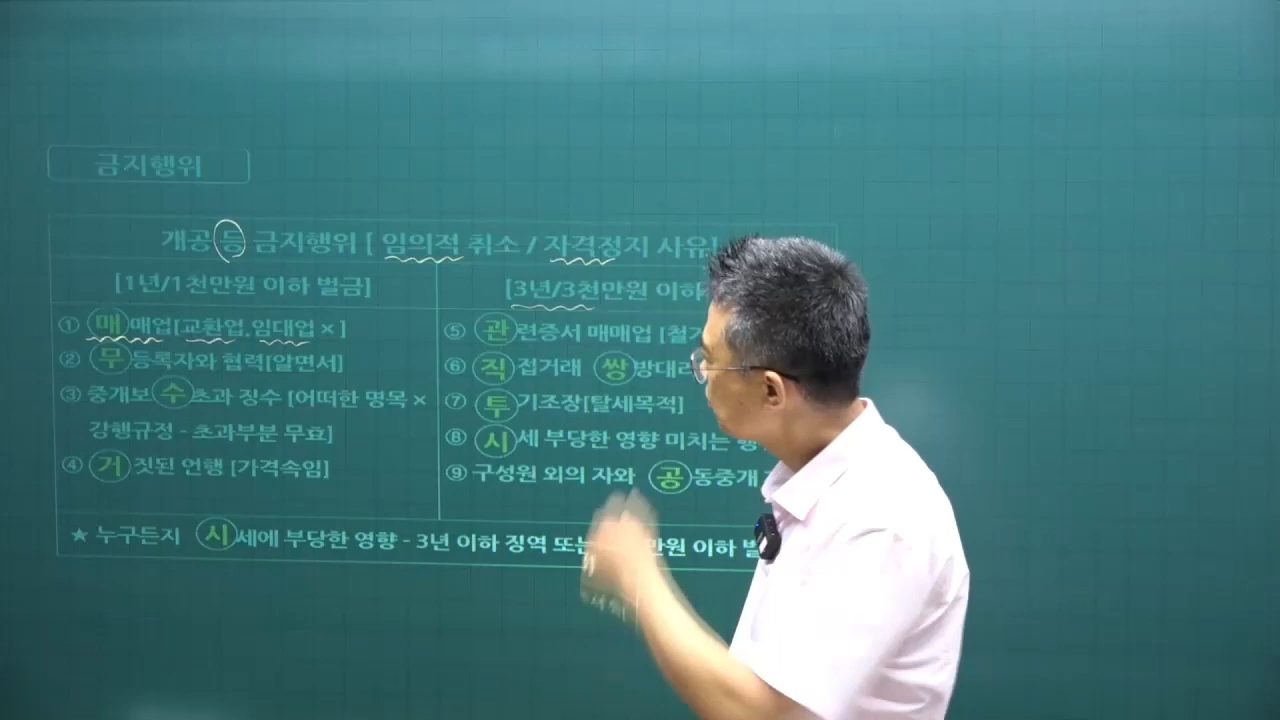 금지행위
개공등 금지행위 [ 임의적 취소 / 자격정지 사유]
[1년/1천만원 이하 벌금]
[3년/3천만원 이하
① 매매업[교환업,임대업×]
② 무등록자와 협력[알면서]
③ 중개보수초과 징수 [어떠한 명목×
강행규정 - 초과부분 무효]
④ 거짓된 언행 [가격속임]
⑤ 관련증서 매매업
⑥ 직접거래 쌍방대리
⑦ 투기조장[탈세목적]
⑧ 시세 부당한 영향 미치는
⑨ 구성원 외의 자와 공동중개
★ 누구든지 시세에 부당한 영향 - 3년 이하 징역 또는 만원 이하